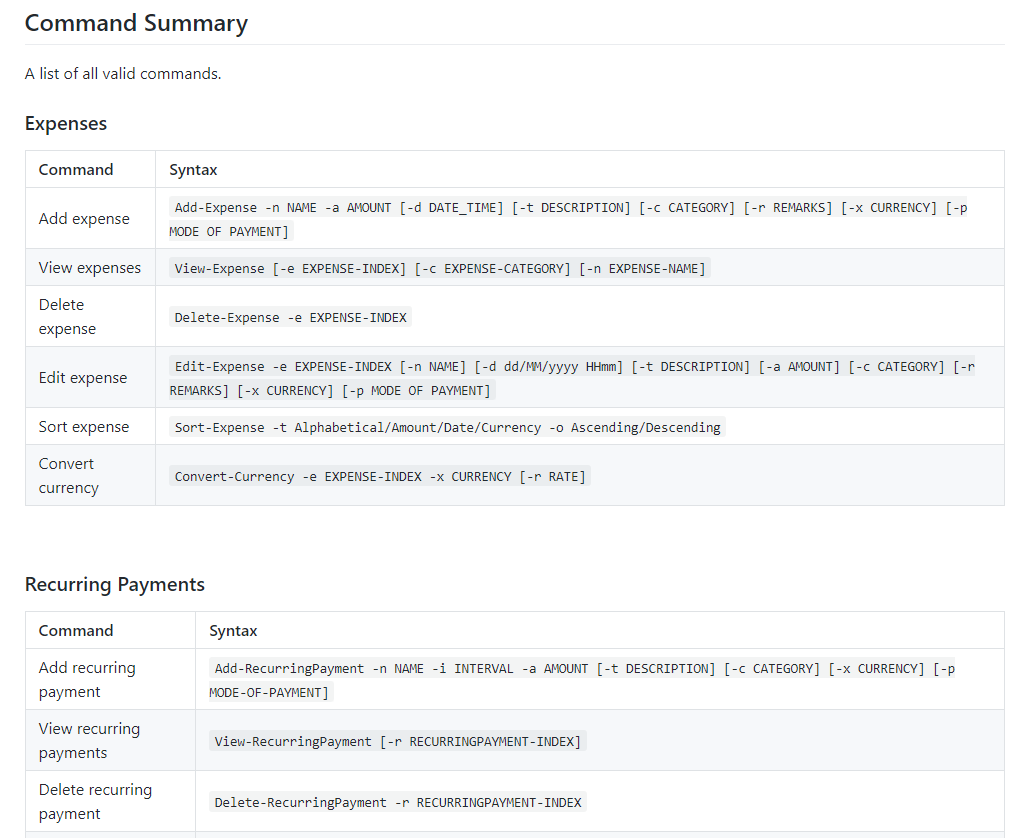 Command Summary
A list of all valid commands.
Expenses
Command Syntax
Add expense
Add-Expense -n NAME -a AMOUNT [-d DATE_TIME] [-t DESCRIPTION] [-c CATEGORY] [-r REMARKS] [-x CURRENCY] [-p
MODE OF PAYMENT]
View expenses View-Expense [-e EXPENSE-INDEX] [-c EXPENSE-CATEGORY] [-n EXPENSE-NAME]
Delete
expense
Delete-Expense -e EXPENSE-INDEX
Edit expense
Edit-Expense -e EXPENSE-INDEX [-n NAME] [-d dd/MM/yyyy HHmm] [-t DESCRIPTION] [-a AMOUNT] [-c CATEGORY] [-r
REMARKS] [-x CURRENCY] [-p MODE OF PAYMENT]
Sort expense Sort-Expense -t Alphabetical/Amount/Date/Currency -o Ascending/Descending
Convert
currency
Convert-Currency -e EXPENSE-INDEX -x CURRENCY [-r RATE]
Recurring Payments
Command Syntax
Add recurring
payment
Add-RecurringPayment -n NAME -i INTERVAL -a AMOUNT [-t DESCRIPTION] [-c CATEGORY] [-x CURRENCY] [-p
MODE-OF-PAYMENT]
View recurring
payments
View-RecurringPayment [-r RECURRINGPAYMENT-INDEX]
Delete recurring
payment
Delete-RecurringPayment -r RECURRINGPAYMENT-INDEX